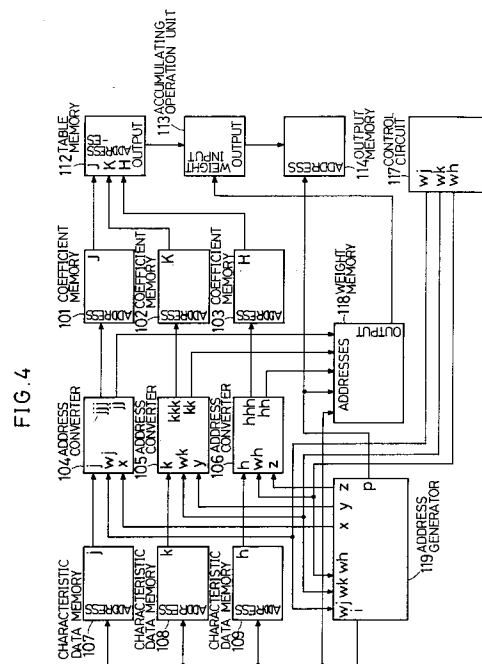 FIG. 4
CHARACTERISTIC
DATA MEMORY
107
ADDRESS
j
CHARACTERISTIC
DATA MEMORY
108
ADDRESS
k
CHARACTERISTIC
DATA MEMORY
109
ADDRESS
h
104 ADDRESS
CONVERTER
j
wj
x
jjj
jj
105 ADDRESS
CONVERTER
k
wk
y
kkk
kk
106 ADDRESS
CONVERTER
h
wh
z
hhh
hh
101 COEFFICIENT
MEMORY
ADDRESS
J
102 COEFFICIENT
MEMORY
ADDRESS
K
103 COEFFICIENT
MEMORY
ADDRESS
H
112 TABLE
MEMORY
ADDRESS
J
K
H
OUTPUT
113 ACCUMULATING
OPERATION UNIT
WEIGHT
INPUT
OUTPUT
114 OUTPUT
MEMORY
ADDRESS
117 CONTROL
CIRCUIT
wj
wk
wh
118 WEIGHT
MEMORY
ADDRESSES
OUTPUT
wj wk wh
x y z
i
p
119 ADDRESS
GENERATOR